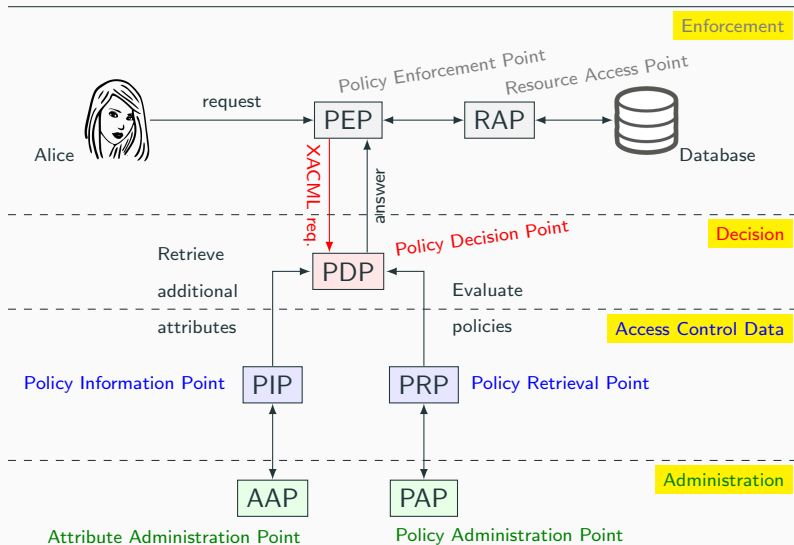 Enforcement
Policy Enforcement Point
Resource Access Point
request
PEP
RAP
Alice
Database
XACML req.
answer
Decision
Policy Decision Point
Retrieve
additional
attributes
PDP
Evaluate
policies
Access Control Data
Policy Information Point
PIP
PRP
Policy Retrieval Point
Administration
AAP
PAP
Attribute Administration Point
Policy Administration Point